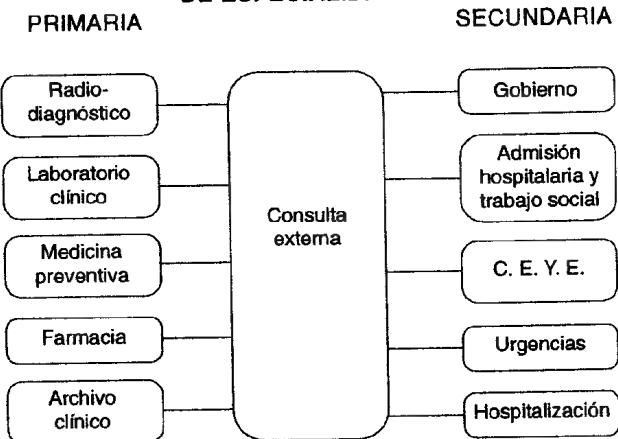 PRIMARIA
SECUNDARIA
Radio-
diagnóstico
Laboratorio
clínico
Medicina
preventiva
Farmacia
Archivo
clínico
Consulta
externa
Gobierno
Admisión
hospitalaria y
trabajo social
C. E. Y. E.
Urgencias
Hospitalización